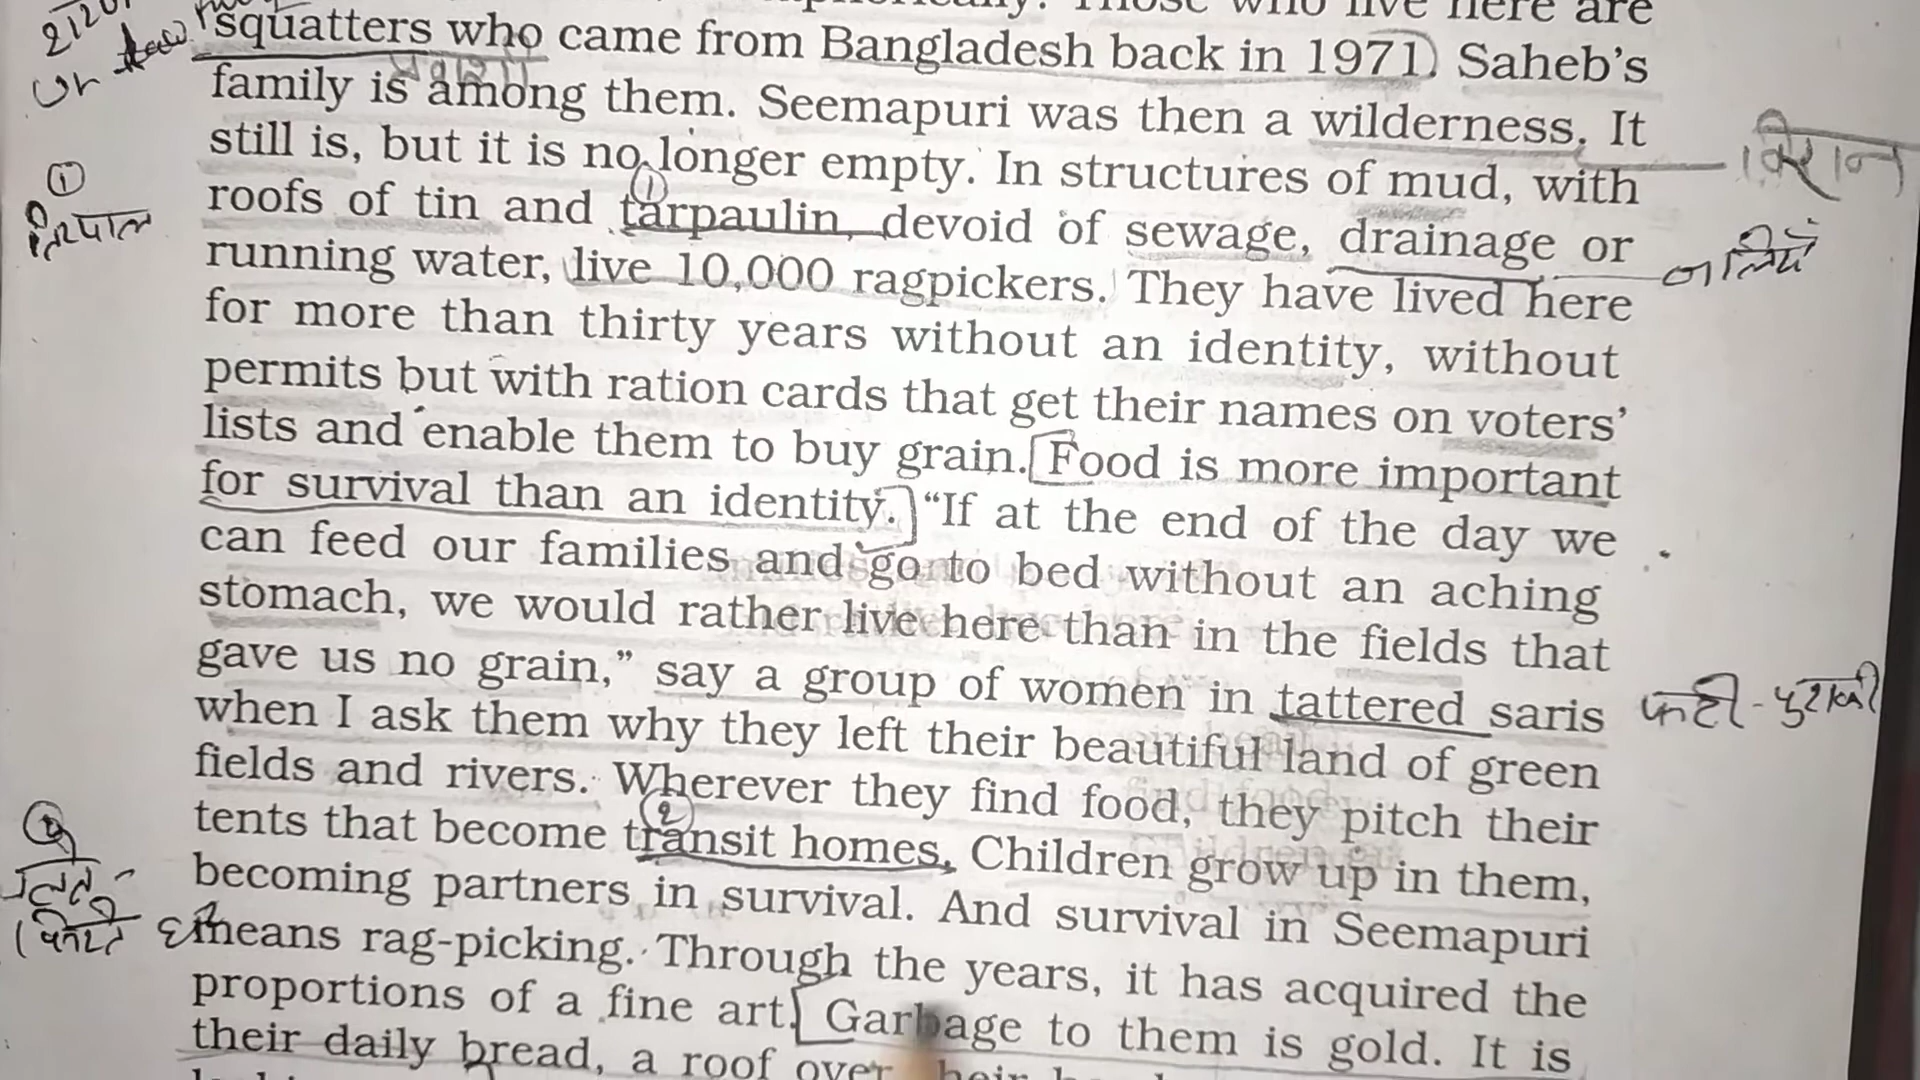 Those who live here are
squatters who came from Bangladesh back in 1971. Saheb's
family is among them. Seemapuri was then a wilderness. It
still is, but it is no longer empty. In structures of mud, with
roofs of tin and tarpaulin, devoid of sewage, drainage or
running water, live 10,000 ragpickers. They have lived here
for more than thirty years without an identity, without
permits but with ration cards that get their names on voters'
lists and enable them to buy grain. Food is more important
for survival than an identity. “If at the end of the day we
can feed our families and go to bed without an aching
stomach, we would rather live here than in the fields that
gave us no grain,” say a group of women in tattered saris
when I ask them why they left their beautiful land of green
fields and rivers. Wherever they find food, they pitch their
tents that become transit homes. Children grow up in them,
becoming partners in survival. And survival in Seemapuri
means rag-picking. Through the years, it has acquired the
proportions of a fine art. Garbage to them is gold. It is
their daily bread, a roof over